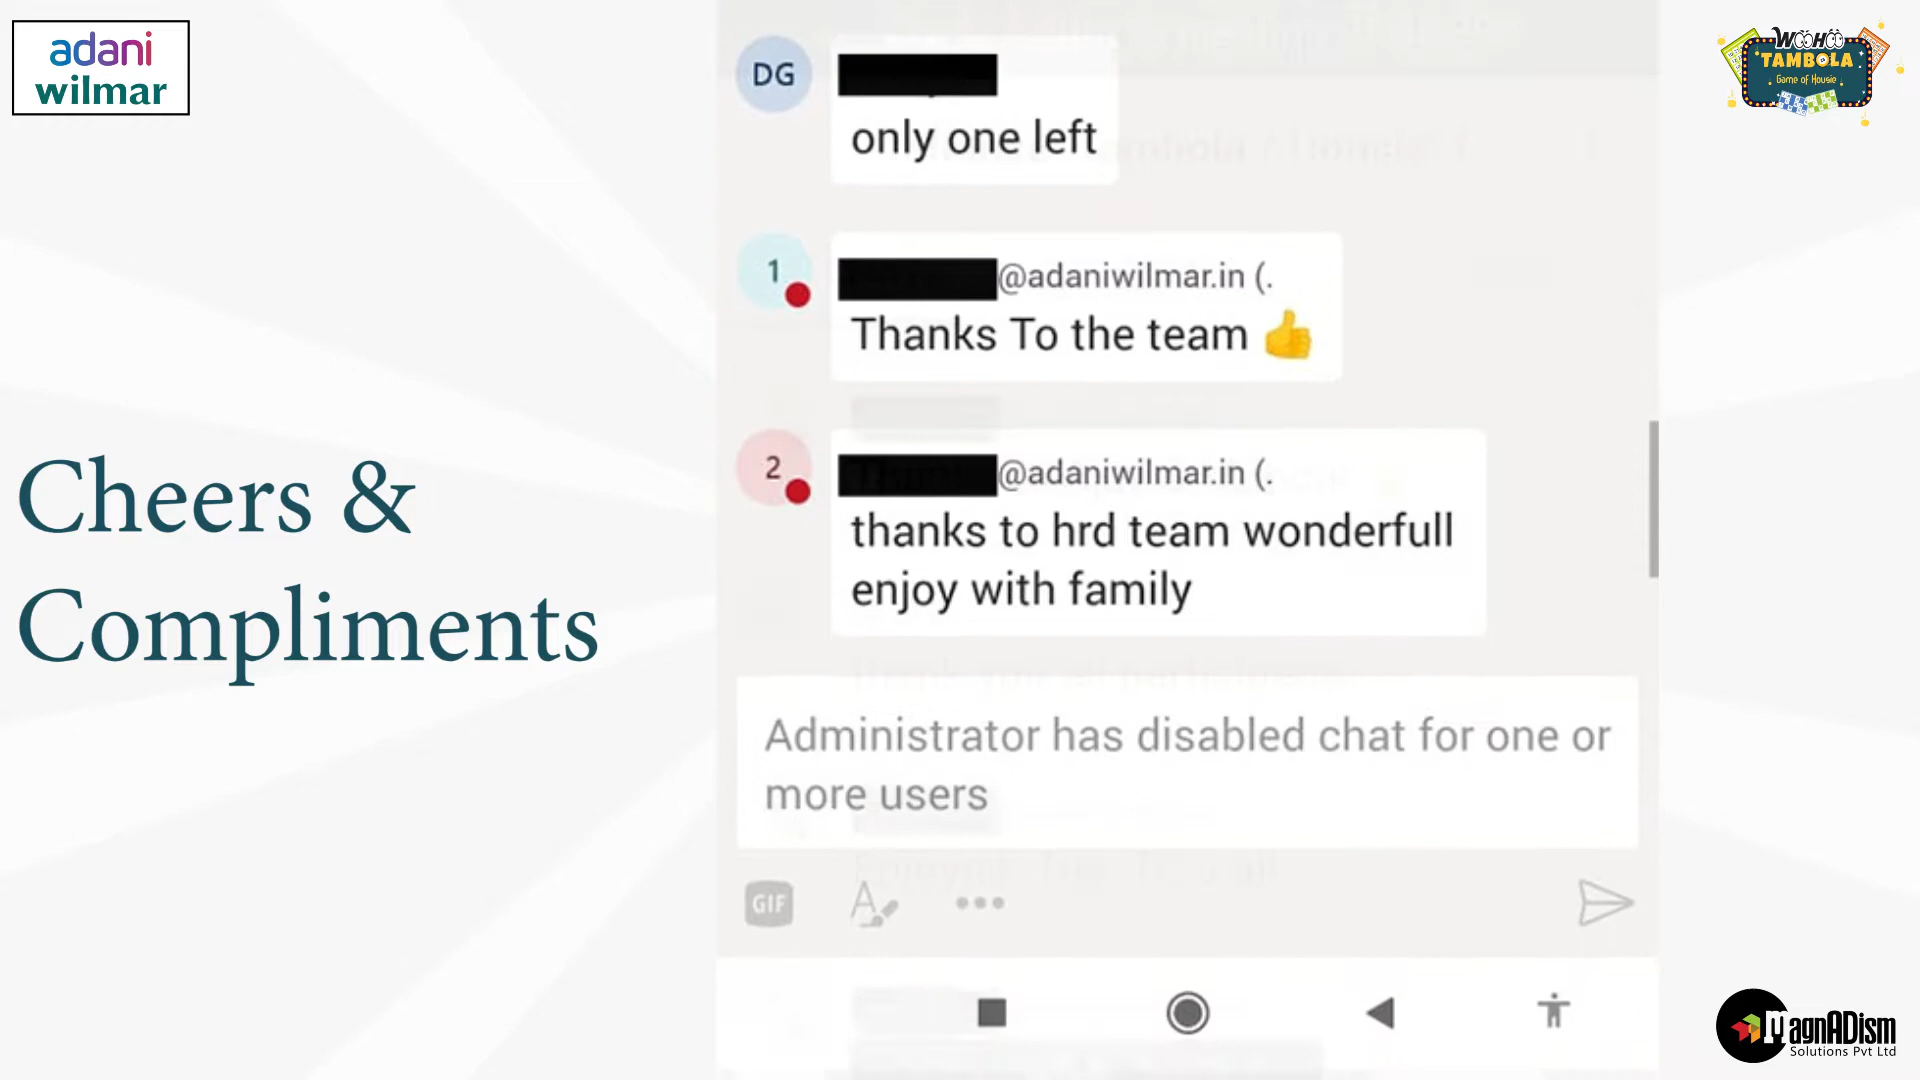 adani
wilmar
WOOHOO
TAMBOLA
Game of Housie
Cheers &
Compliments
DG
only one left
1
@adaniwilmar.in (.
Thanks To the team 👍
2
@adaniwilmar.in (.
thanks to hrd team wonderfull
enjoy with family
Administrator has disabled chat for one or
more users
GIF
MagnADism
Solutions Pvt Ltd